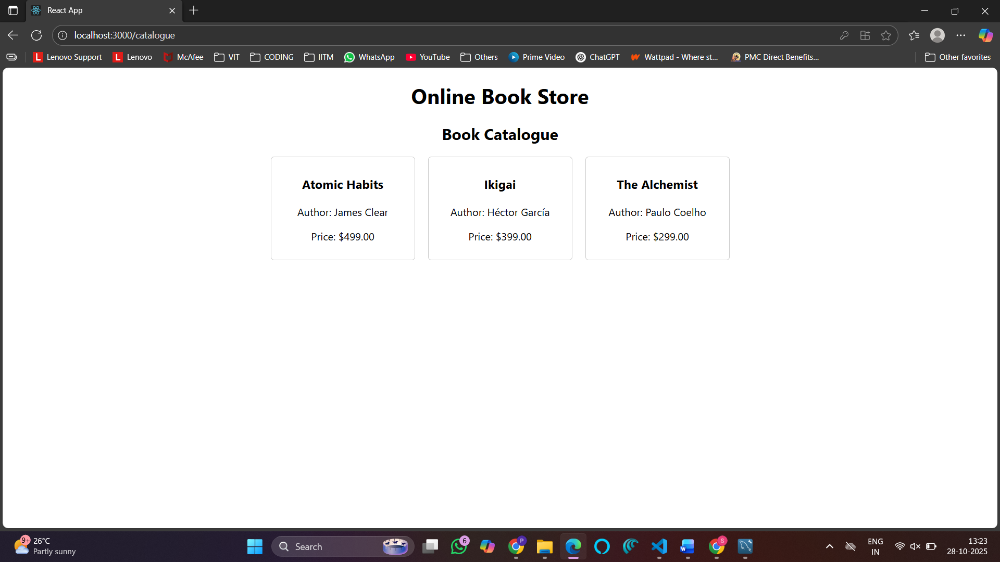 React App
localhost:3000/catalogue
Lenovo Support
Lenovo
McAfee
VIT
CODING
IITM
WhatsApp
YouTube
Others
Prime Video
ChatGPT
Wattpad - Where st...
PMC Direct Benefits...
Other favorites
Online Book Store
Book Catalogue
Atomic Habits
Author: James Clear
Price: $499.00
Ikigai
Author: Héctor García
Price: $399.00
The Alchemist
Author: Paulo Coelho
Price: $299.00
9+
26°C
Partly sunny
Search
6
P
W
S
ENG
IN
13:23
28-10-2025